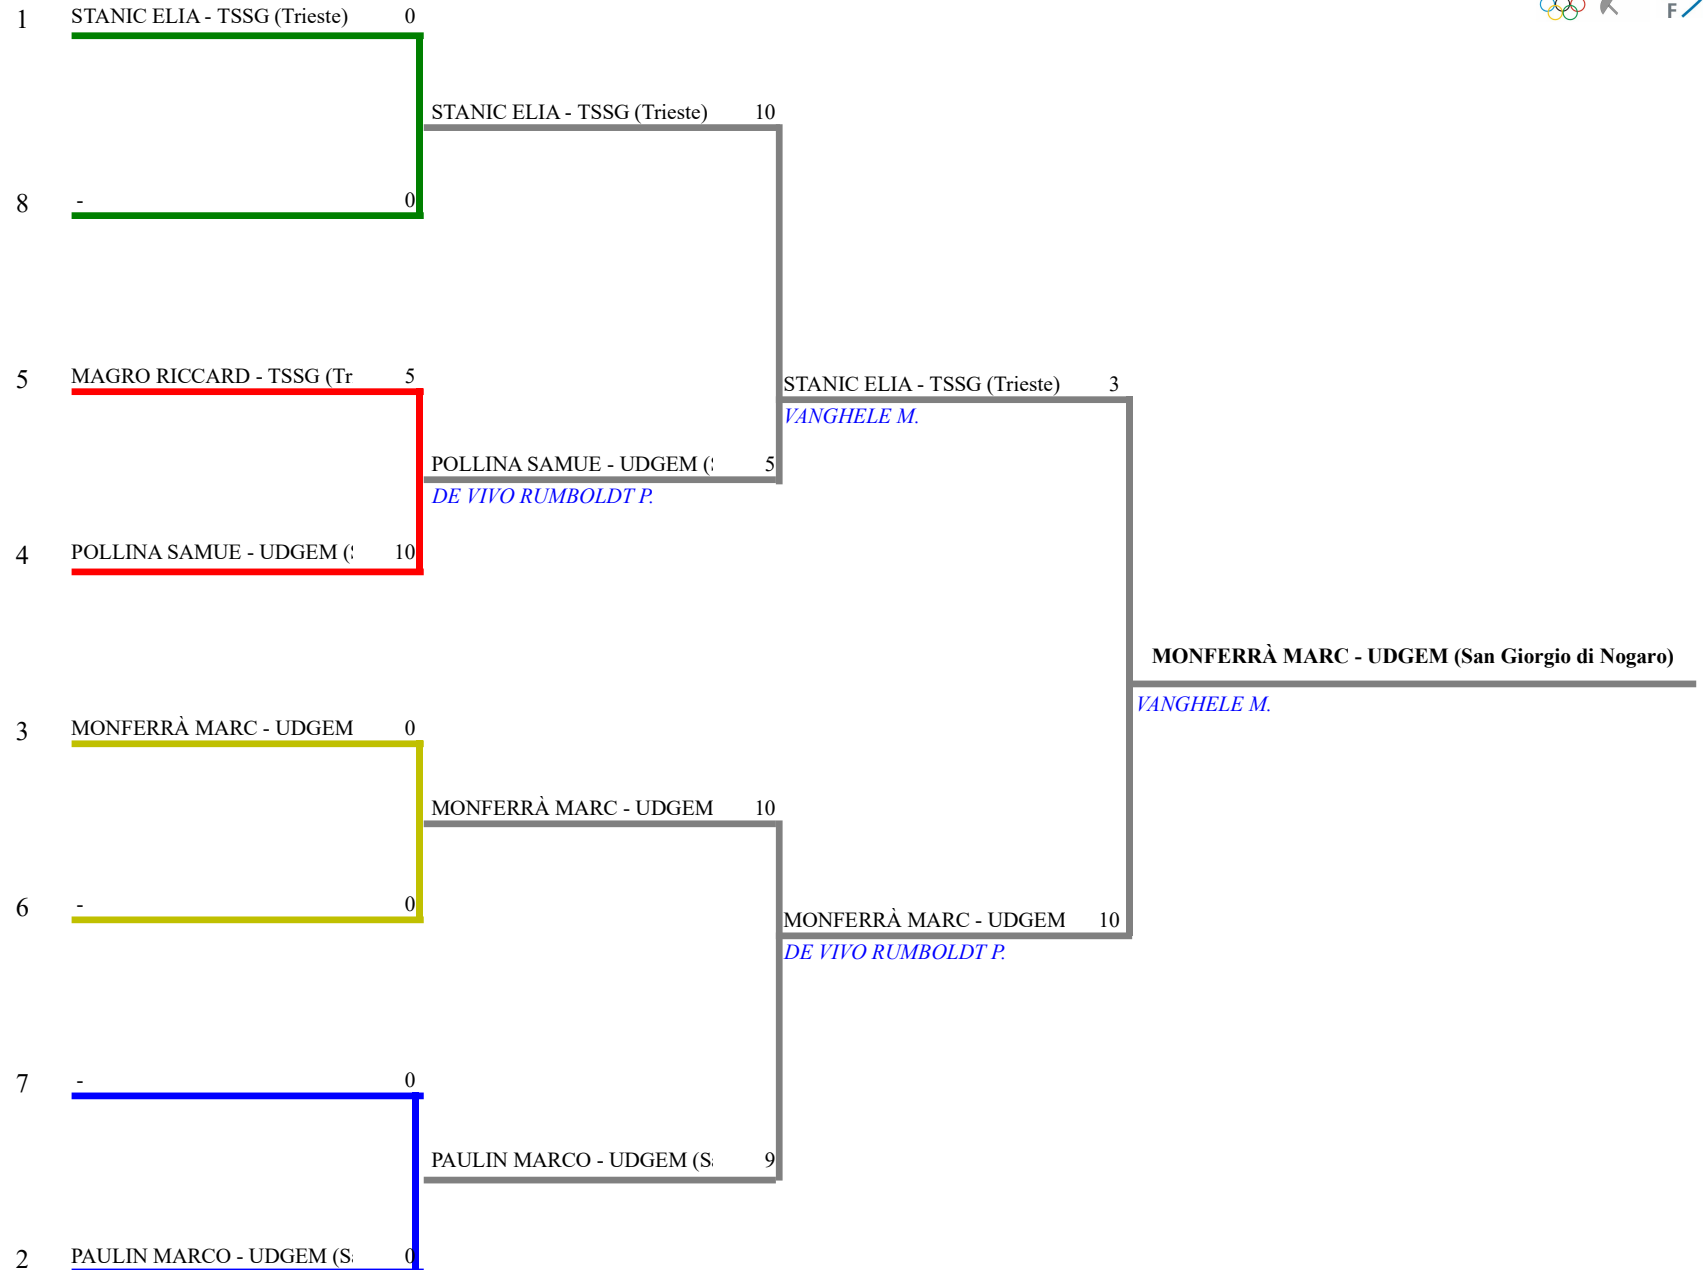 1 STANIC ELIA - TSSG (Trieste) 0
F
STANIC ELIA - TSSG (Trieste) 10
8 - 0
5 MAGRO RICCARD - TSSG (Tr 5
STANIC ELIA - TSSG (Trieste) 3
VANGHELE M.
POLLINA SAMUE - UDGEM ( 5
DE VIVO RUMBOLDT P.
4 POLLINA SAMUE - UDGEM ( 10
MONFERRÀ MARC - UDGEM (San Giorgio di Nogaro)
VANGHELE M.
3 MONFERRÀ MARC - UDGEM 0
MONFERRÀ MARC - UDGEM 10
6 - 0
MONFERRÀ MARC - UDGEM 10
DE VIVO RUMBOLDT P.
7 - 0
PAULIN MARCO - UDGEM (S 9
2 PAULIN MARCO - UDGEM (S 0